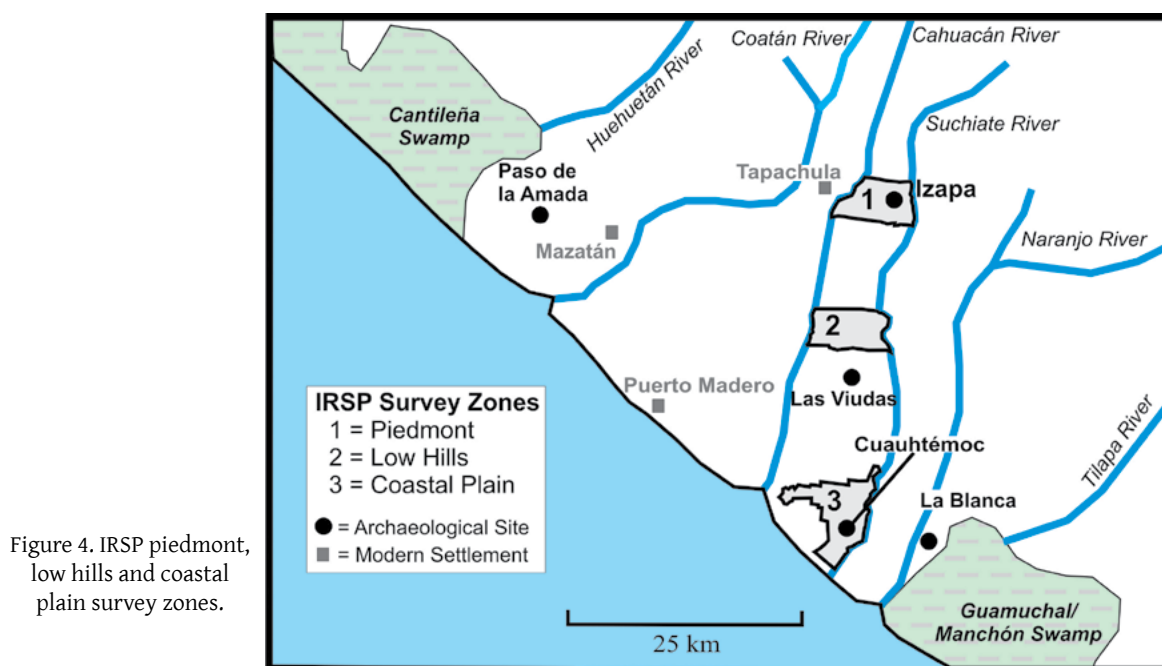 Coatán River
Cahuacán River
Huehuetán River
Cantileña
Swamp
Suchiate River
Paso de
la Amada
Tapachula
1
Izapa
Mazatán
Naranjo River
2
Puerto Madero
Las Viudas
IRSP Survey Zones
1 = Piedmont
2 = Low Hills
3 = Coastal Plain
= Archaeological Site
= Modern Settlement
Cuauhtémoc
3
La Blanca
Tilapa River
Guamuchal/
Manchón Swamp
25 km
Figure 4. IRSP piedmont,
low hills and coastal
plain survey zones.